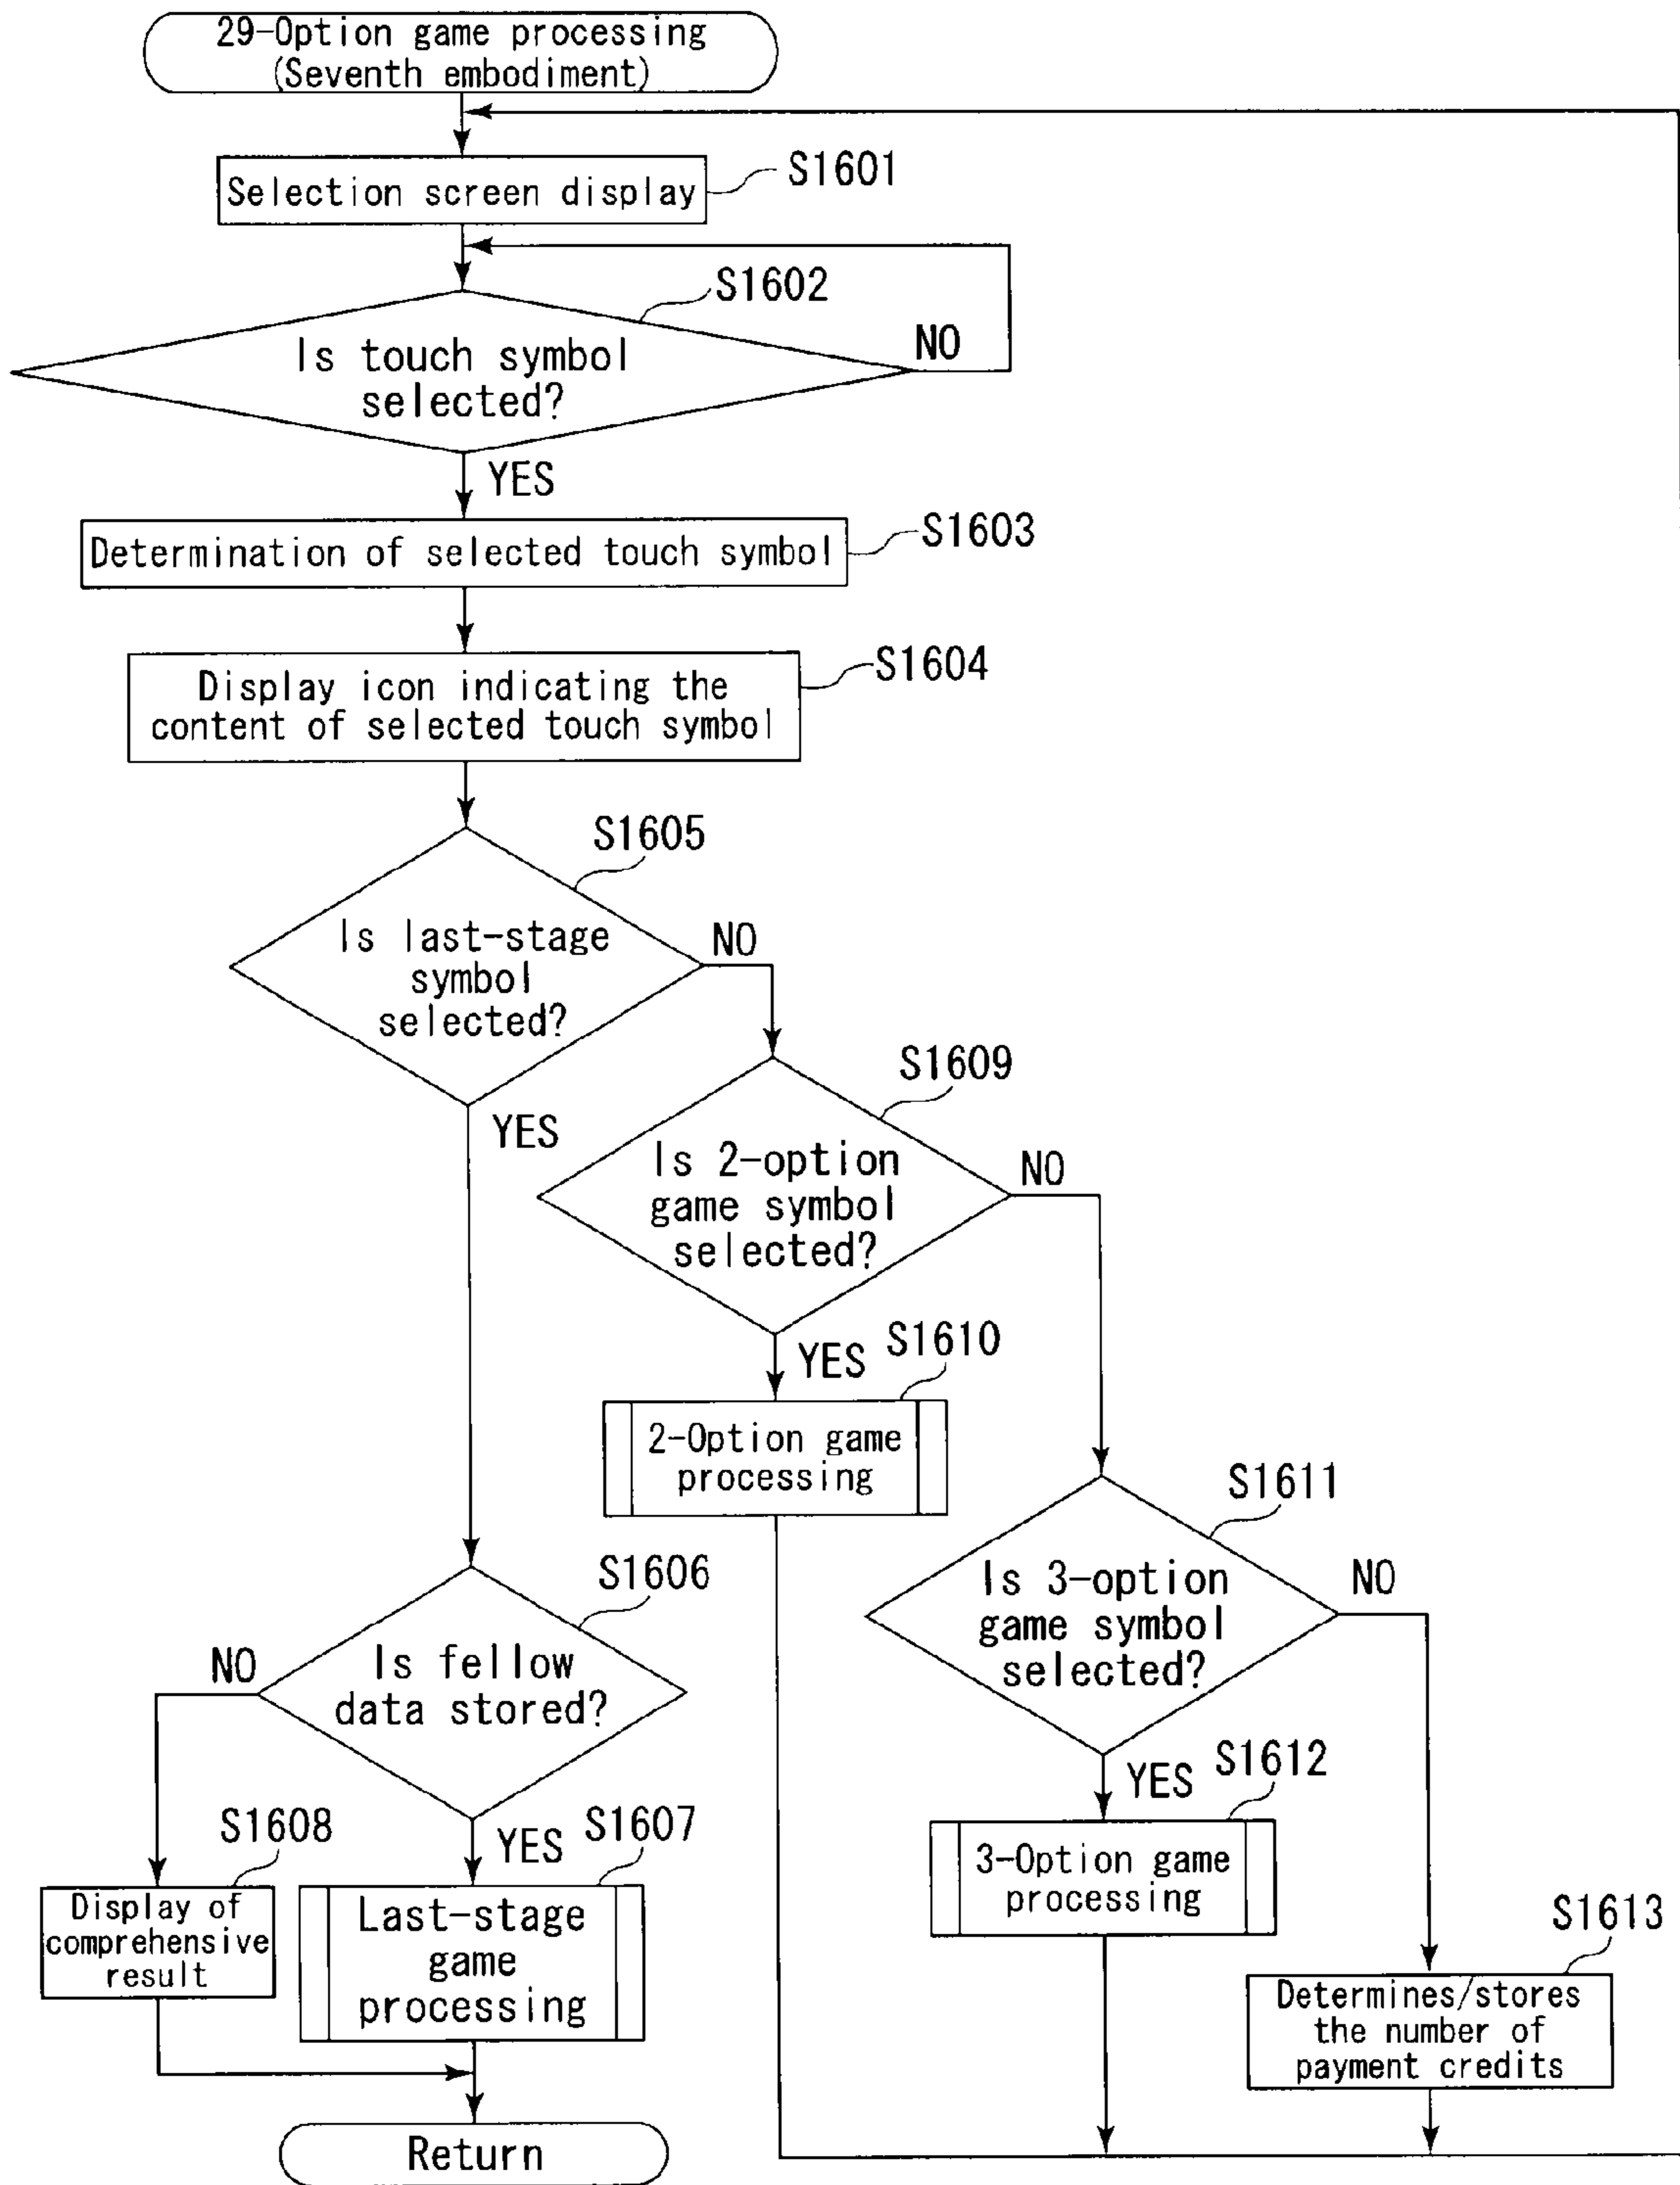 29-Option game processing
(Seventh embodiment)
S1601
Selection screen display
S1602
Is touch symbol
selected?
NO
YES
S1603
Determination of selected touch symbol
S1604
Display icon indicating the
content of selected touch symbol
S1605
Is last-stage
symbol
selected?
NO
YES
S1609
Is 2-option
game symbol
selected?
NO
YES
S1610
2-Option game
processing
S1611
Is 3-option
game symbol
selected?
NO
YES
S1606
Is fellow
data stored?
NO
YES
S1612
3-Option game
processing
S1608
Display of
comprehensive
result
S1607
Last-stage
game
processing
S1613
Determines/stores
the number of
payment credits
Return